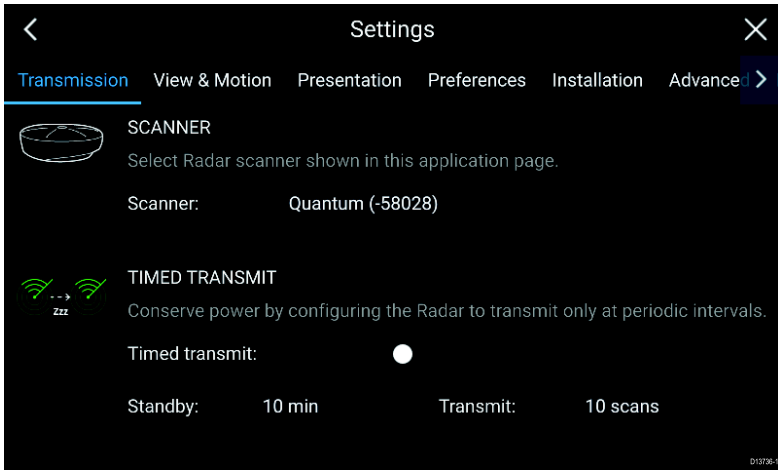 Settings
Transmission View & Motion Presentation Preferences Installation Advanced
SCANNER
Select Radar scanner shown in this application page.
Scanner: Quantum (-58028)
TIMED TRANSMIT
Zzz
Conserve power by configuring the Radar to transmit only at periodic intervals.
Timed transmit:
Standby: 10 min Transmit: 10 scans
D13736-1